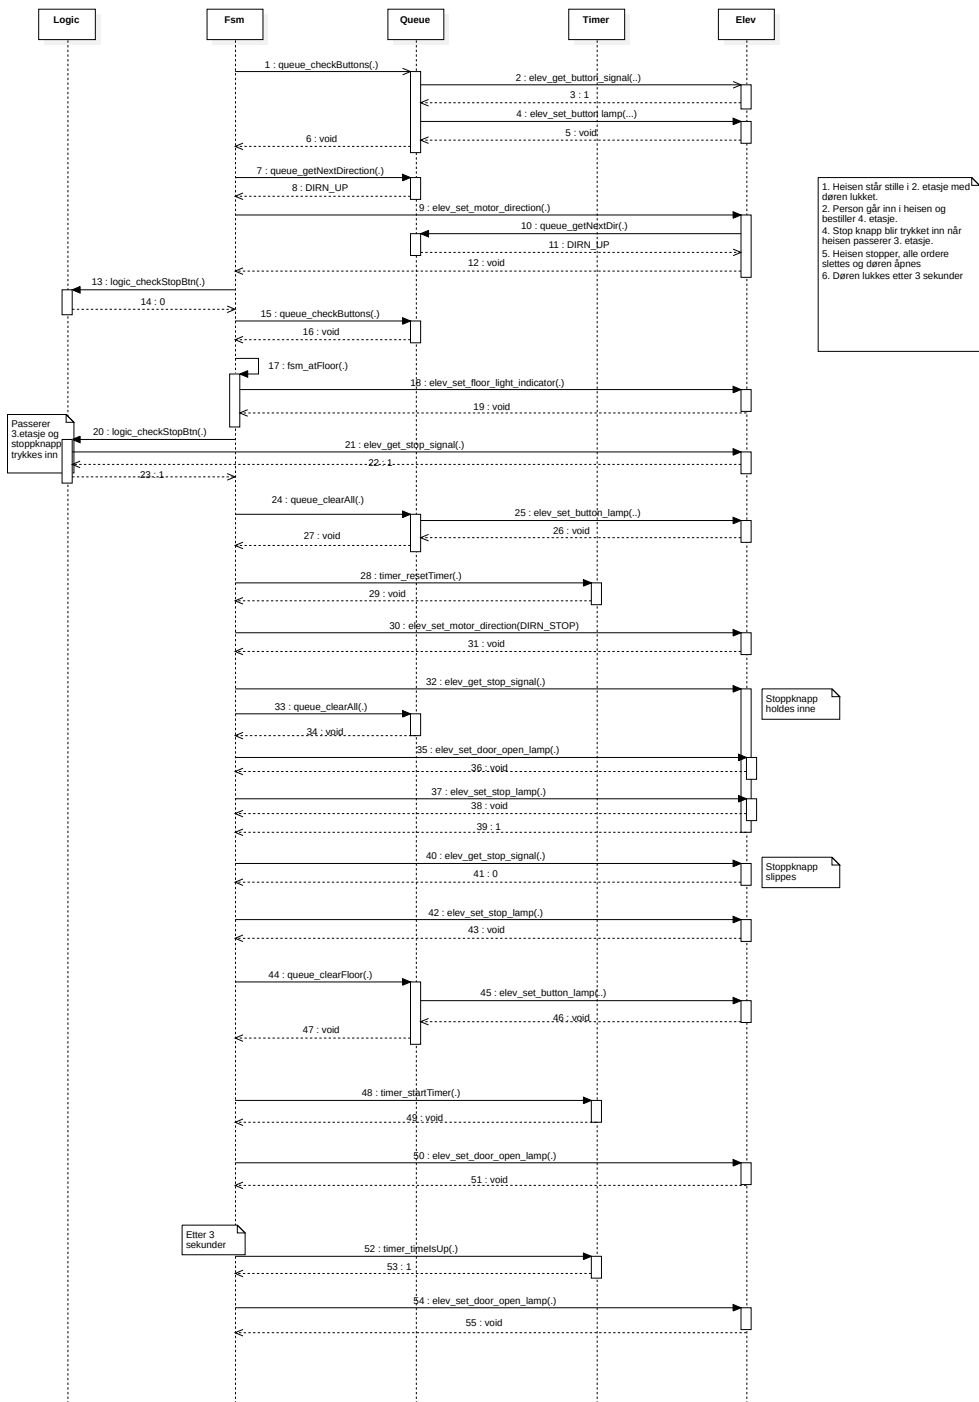 Logic
Fsm
Queue
Timer
Elev
1 : queue_checkButtons(.)
2 : elev_get_button_signal(..)
3 : 1
4 : elev_set_button lamp(...)
5 : void
6 : void
7 : queue_getNextDirection(.)
8 : DIRN_UP
9 : elev_set_motor_direction(.)
10 : queue_getNextDir(.)
11 : DIRN_UP
12 : void
1. Heisen står stille i 2. etasje med
døren lukket.
2. Person går inn i heisen og
bestiller 4. etasje.
4. Stop knapp blir trykket inn når
heisen passerer 3. etasje.
5. Heisen stopper, alle ordere
slettes og døren åpnes
6. Døren lukkes etter 3 sekunder
13 : logic_checkStopBtn(.)
14 : 0
15 : queue_checkButtons(.)
16 : void
17 : fsm_atFloor(.)
18 : elev_set_floor_light_indicator(.)
19 : void
Passerer
3.etasje og
stoppknapp
trykkes inn
20 : logic_checkStopBtn(.)
21 : elev_get_stop_signal(.)
22 : 1
23 : 1
24 : queue_clearAll(.)
25 : elev_set_button_lamp(..)
26 : void
27 : void
28 : timer_resetTimer(.)
29 : void
30 : elev_set_motor_direction(DIRN_STOP)
31 : void
32 : elev_get_stop_signal(.)
Stoppknapp
holdes inne
33 : queue_clearAll(.)
34 : void
35 : elev_set_door_open_lamp(.)
36 : void
37 : elev_set_stop_lamp(.)
38 : void
39 : 1
40 : elev_get_stop_signal(.)
41 : 0
Stoppknapp
slippes
42 : elev_set_stop_lamp(.)
43 : void
44 : queue_clearFloor(.)
45 : elev_set_button_lamp(..)
46 : void
47 : void
48 : timer_startTimer(.)
49 : void
50 : elev_set_door_open_lamp(.)
51 : void
Etter 3
sekunder
52 : timer_timeIsUp(.)
53 : 1
54 : elev_set_door_open_lamp(.)
55 : void